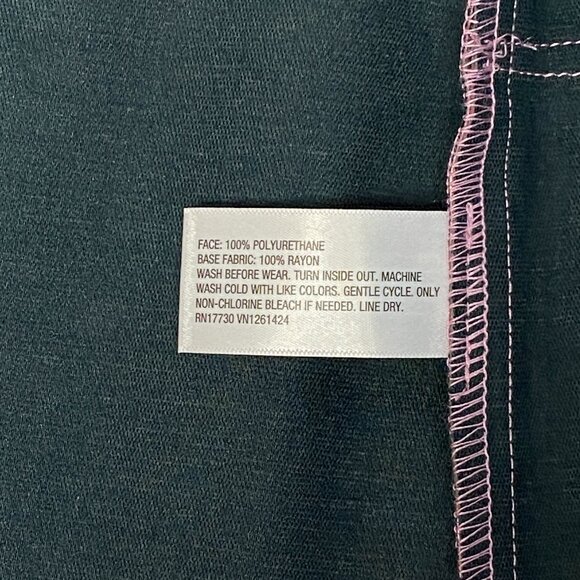 FACE: 100% POLYURETHANE
BASE FABRIC: 100% RAYON
WASH BEFORE WEAR. TURN INSIDE OUT. MACHINE
WASH COLD WITH LIKE COLORS. GENTLE CYCLE. ONLY
NON-CHLORINE BLEACH IF NEEDED. LINE DRY.
RN17730 VN1261424